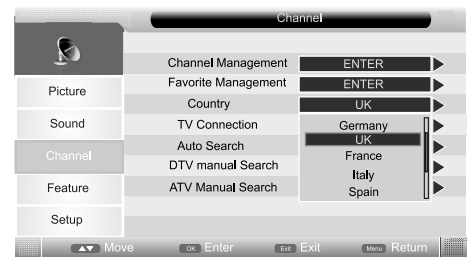 Channel
Channel Management ENTER
Picture
Favorite Management ENTER
Country UK
Sound
TV Connection Germany
UK
Channel
Auto Search France
DTV manual Search Italy
Feature
ATV Manual Search Spain
Setup
▲▼ Move OK Enter Exit Exit Menu Return